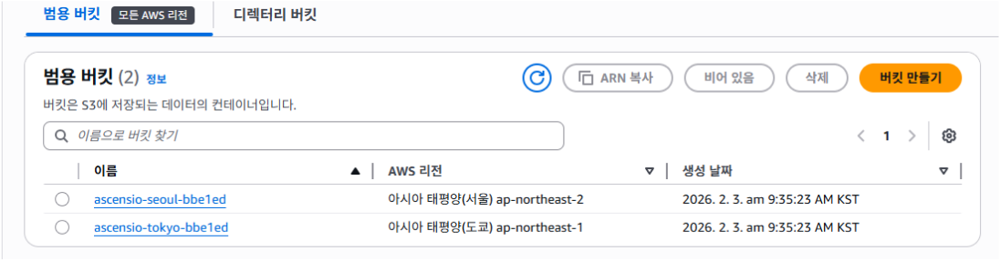 범용 버킷 모든 AWS 리전 디렉터리 버킷
범용 버킷 (2) 정보
ARN 복사 비어 있음 삭제 버킷 만들기
버킷은 S3에 저장되는 데이터의 컨테이너입니다.
이름으로 버킷 찾기
1
이름 AWS 리전 생성 날짜
ascensio-seoul-bbe1ed 아시아 태평양(서울) ap-northeast-2 2026. 2. 3. am 9:35:23 AM KST
ascensio-tokyo-bbe1ed 아시아 태평양(도쿄) ap-northeast-1 2026. 2. 3. am 9:35:23 AM KST